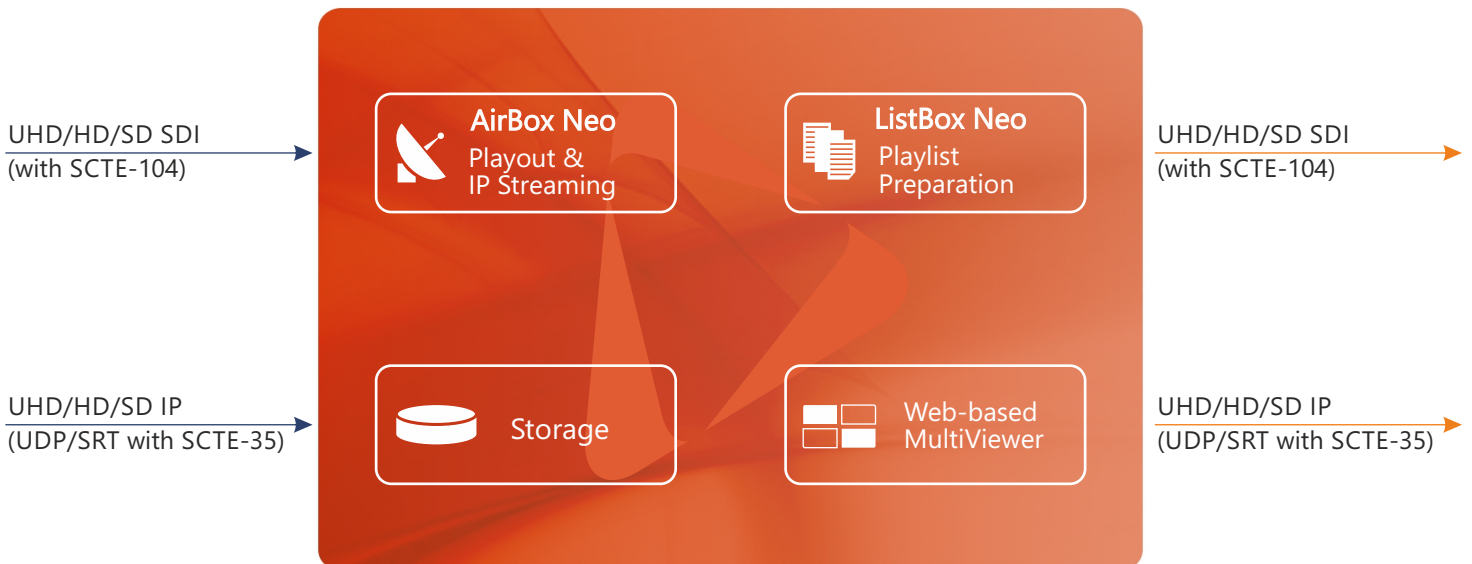 UHD/HD/SD SDI
(with SCTE-104)
AirBox Neo
Playout &
IP Streaming
ListBox Neo
Playlist
Preparation
UHD/HD/SD SDI
(with SCTE-104)
UHD/HD/SD IP
(UDP/SRT with SCTE-35)
Storage
Web-based
MultiViewer
UHD/HD/SD IP
(UDP/SRT with SCTE-35)